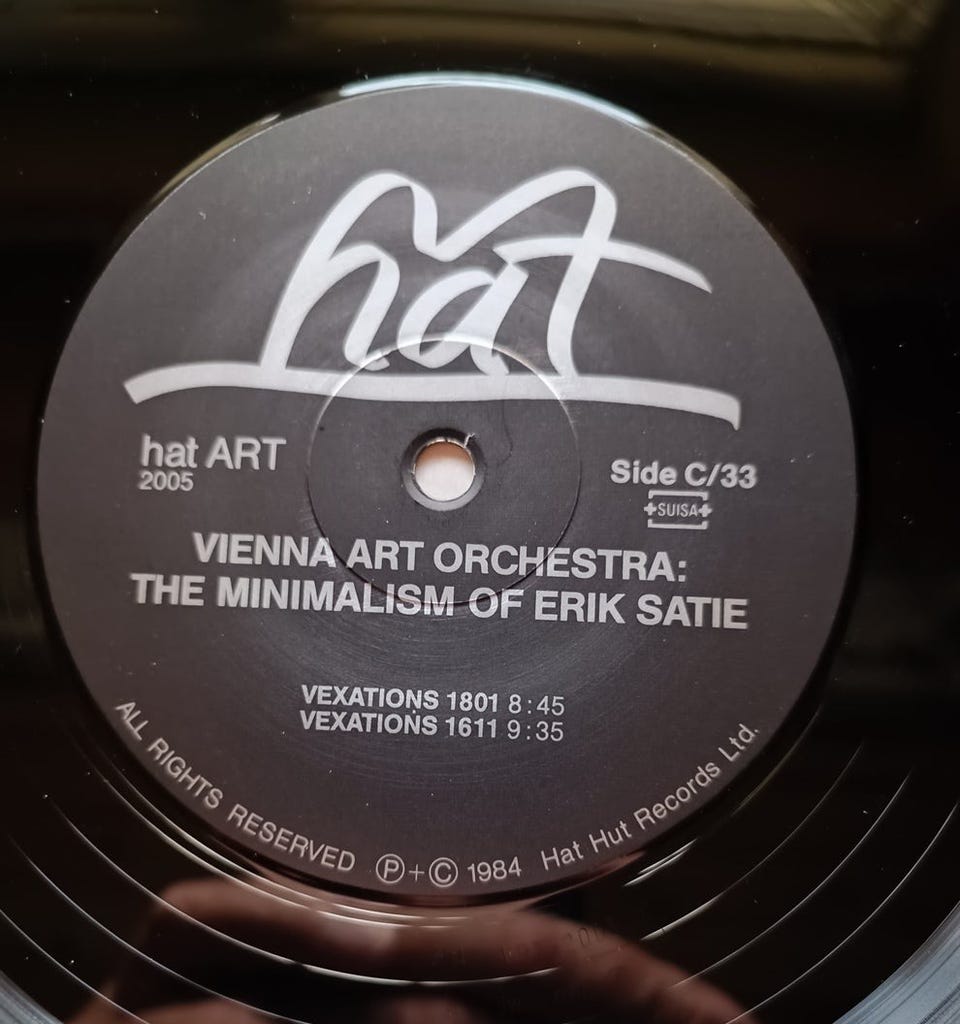 hat
hat ART
2005
Side C/33
SUISA
VIENNA ART ORCHESTRA:
THE MINIMALISM OF ERIK SATIE
VEXATIONS 1801 8:45
VEXATIONS 1611 9:35
ALL RIGHTS RESERVED Ⓟ+© 1984 Hat Hut Records Ltd.